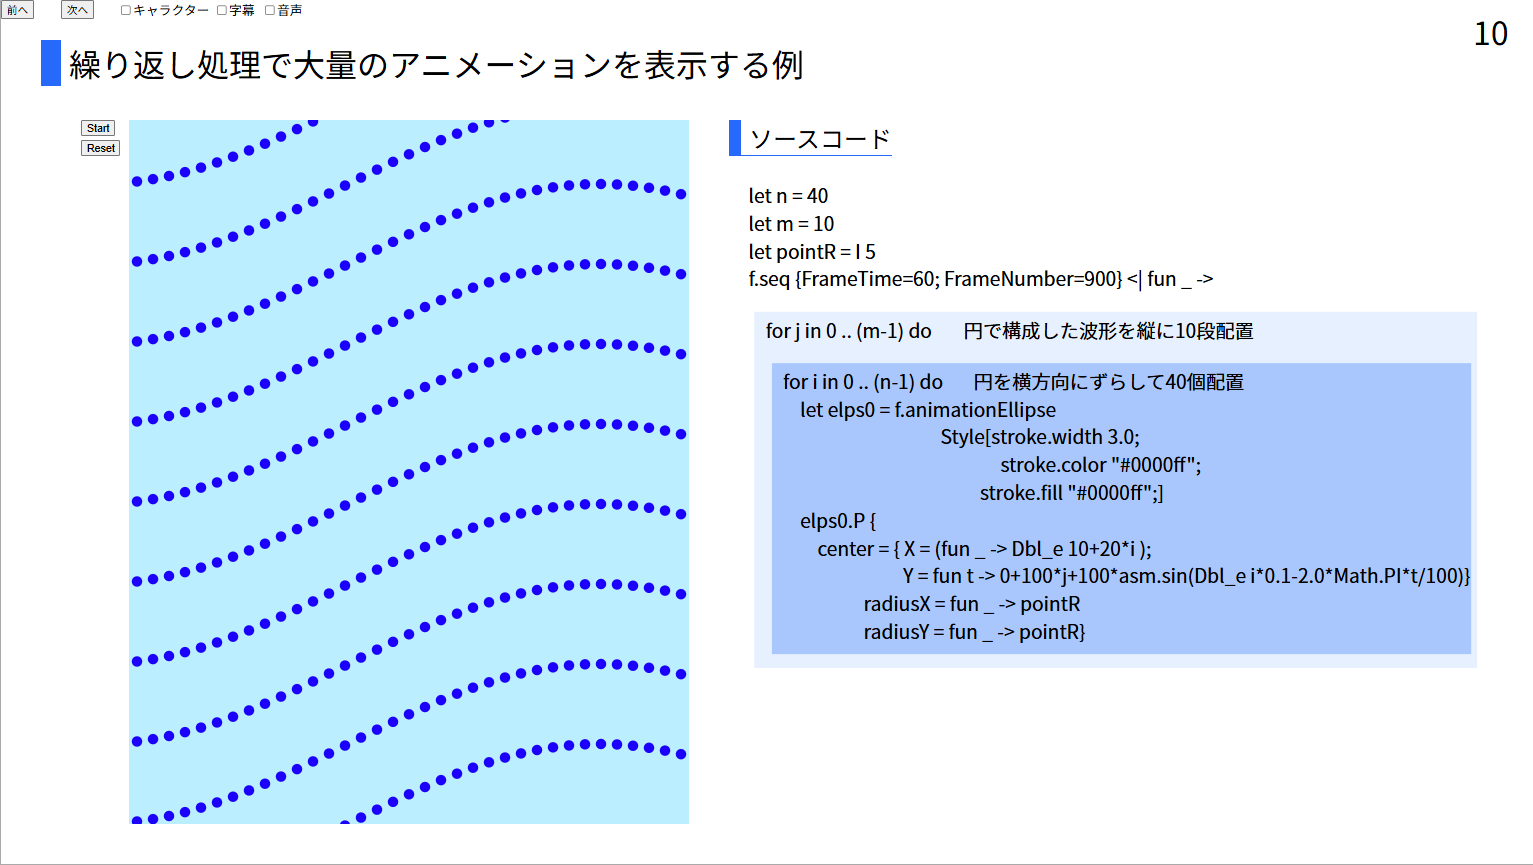 前へ 次へ キャラクター 字幕 音声
10
繰り返し処理で大量のアニメーションを表示する例
Start
Reset
ソースコード
let n = 40
let m = 10
let pointR = I 5
f.seq {FrameTime=60; FrameNumber=900} <| fun _ ->
for j in 0 .. (m-1) do 円で構成した波形を縦に10段配置
for i in 0 .. (n-1) do 円を横方向にずらして40個配置
let elps0 = f.animationEllipse
Style[stroke.width 3.0;
stroke.color "#0000ff";
stroke.fill "#0000ff";]
elps0.P {
center = { X = (fun _ -> Dbl_e 10+20*i );
Y = fun t -> 0+100*j+100*asm.sin(Dbl_e i*0.1-2.0*Math.PI*t/100)}
radiusX = fun _ -> pointR
radiusY = fun _ -> pointR}